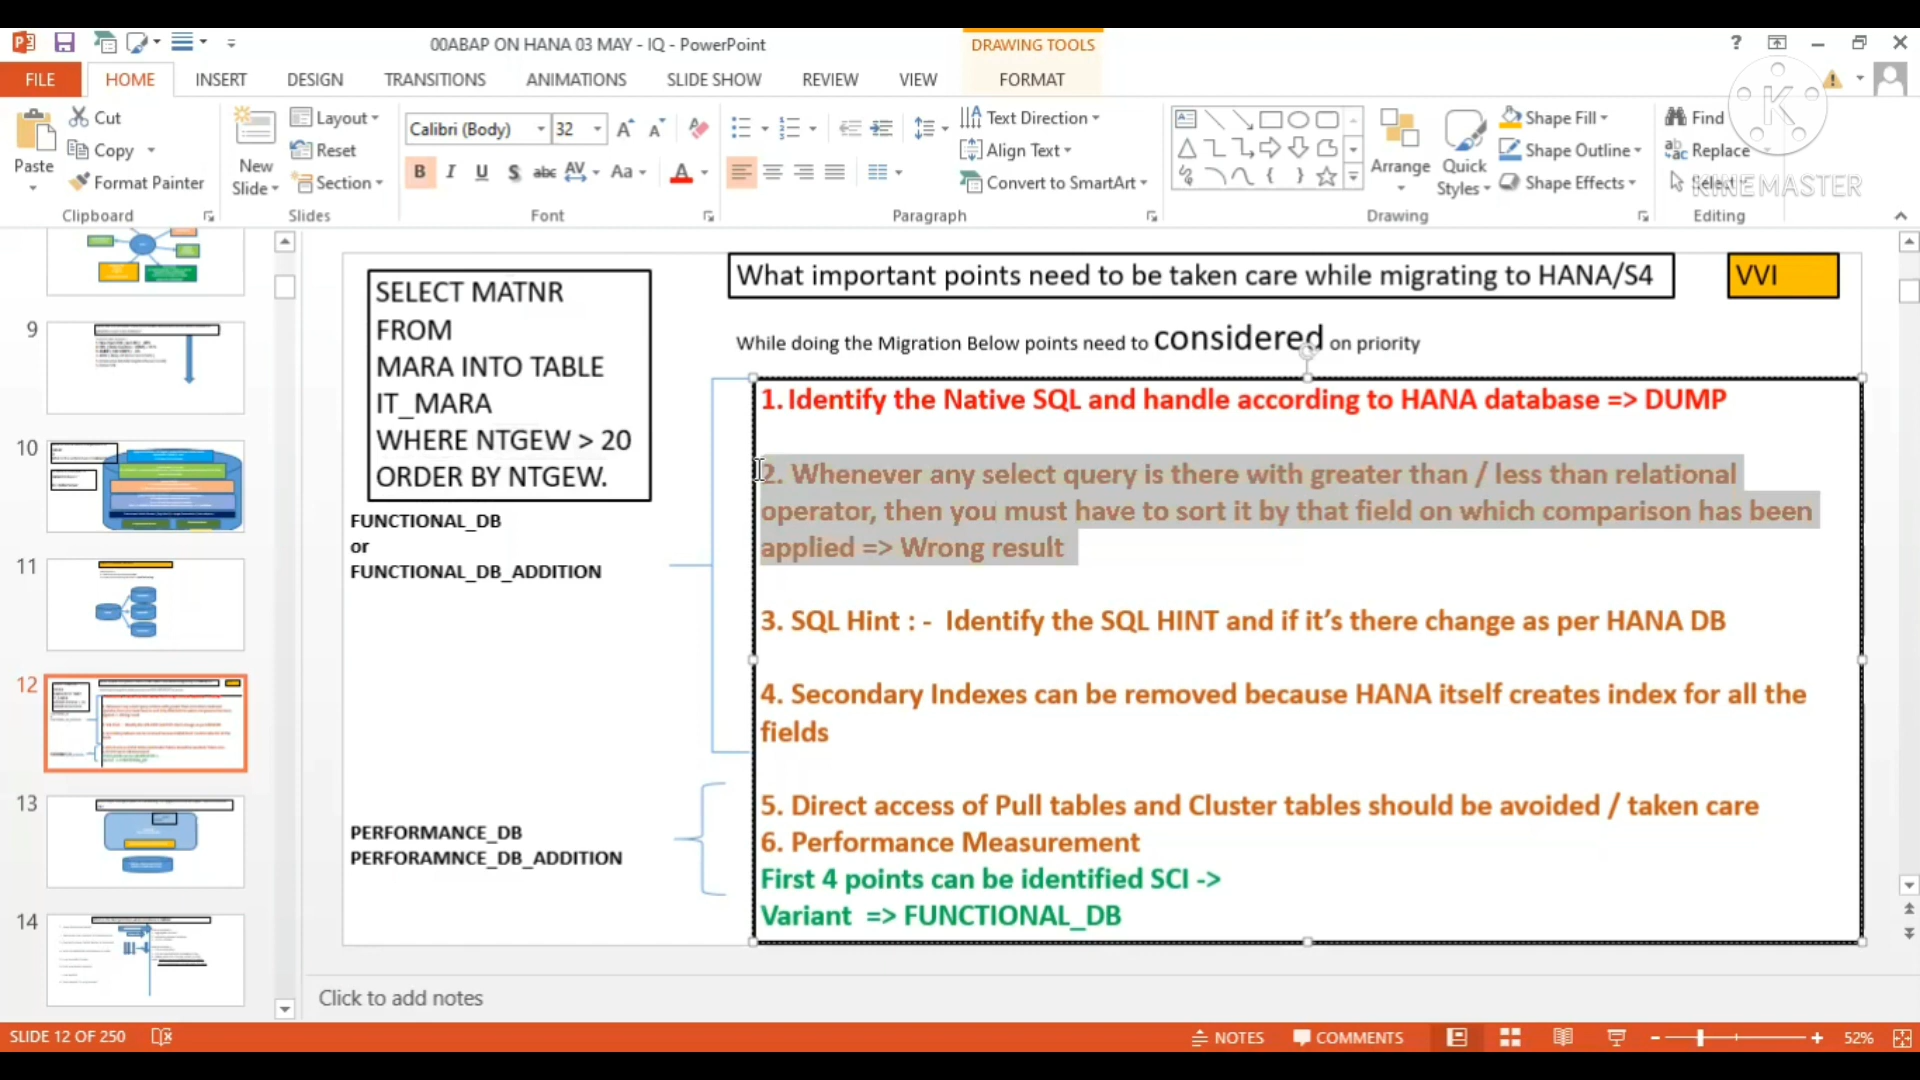 00ABAP ON HANA 03 MAY - IQ - PowerPoint
DRAWING TOOLS
FILE
HOME
INSERT
DESIGN
TRANSITIONS
ANIMATIONS
SLIDE SHOW
REVIEW
VIEW
FORMAT
Cut
Copy
Format Painter
Paste
Clipboard
New Slide
Layout
Reset
Section
Slides
Calibri (Body)
32
Font
Text Direction
Align Text
Convert to SmartArt
Paragraph
Arrange
Quick Styles
Shape Fill
Shape Outline
Shape Effects
Drawing
Find
Replace
Select
Editing
K
KINEMASTER
9
10
11
12
13
14
SELECT MATNR
FROM
MARA INTO TABLE
IT_MARA
WHERE NTGEW > 20
ORDER BY NTGEW.
FUNCTIONAL_DB
or
FUNCTIONAL_DB_ADDITION
PERFORMANCE_DB
PERFORAMNCE_DB_ADDITION
What important points need to be taken care while migrating to HANA/S4
VVI
While doing the Migration Below points need to considered on priority
1. Identify the Native SQL and handle according to HANA database => DUMP
2. Whenever any select query is there with greater than / less than relational
operator, then you must have to sort it by that field on which comparison has been
applied => Wrong result
3. SQL Hint : - Identify the SQL HINT and if it's there change as per HANA DB
4. Secondary Indexes can be removed because HANA itself creates index for all the
fields
5. Direct access of Pull tables and Cluster tables should be avoided / taken care
6. Performance Measurement
First 4 points can be identified SCI ->
Variant => FUNCTIONAL_DB
Click to add notes
SLIDE 12 OF 250
NOTES
COMMENTS
52%